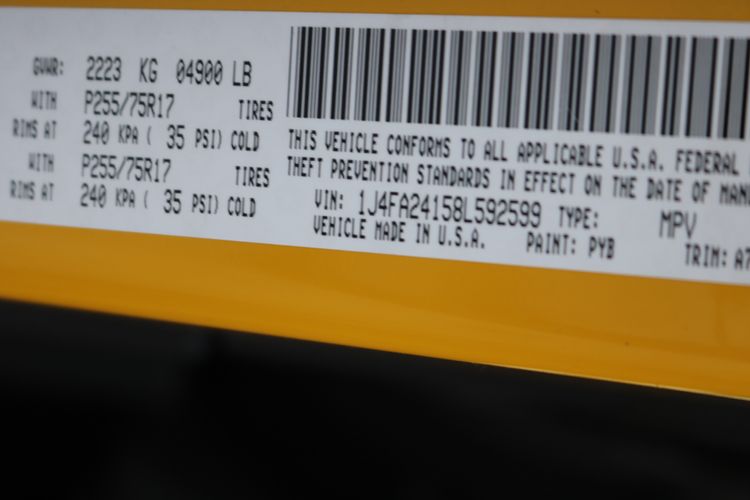 GVWR: 2223 KG 04900 LB
WITH P255/75R17 TIRES
RIMS AT 240 KPA ( 35 PSI) COLD
WITH P255/75R17 TIRES
RIMS AT 240 KPA ( 35 PSI) COLD
THIS VEHICLE CONFORMS TO ALL APPLICABLE U.S.A. FEDERAL
THEFT PREVENTION STANDARDS IN EFFECT ON THE DATE OF MAN
VIN: 1J4FA24158L592599 TYPE: MPV
VEHICLE MADE IN U.S.A. PAINT: PYB TRIM: A7